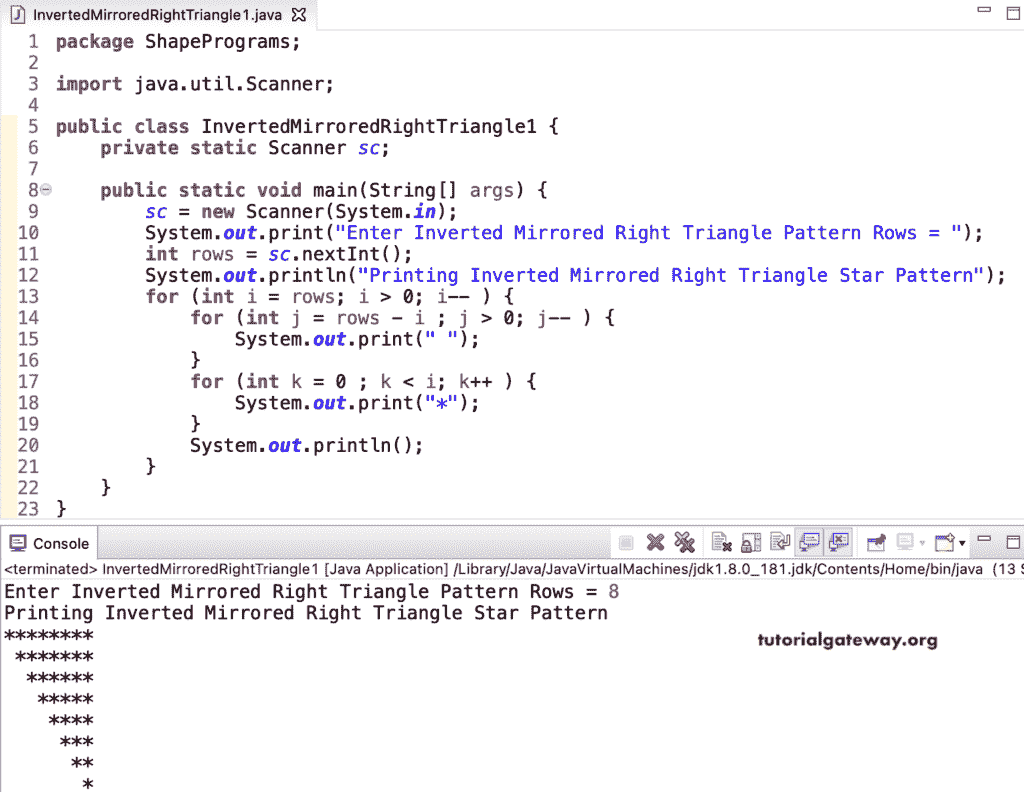 InvertedMirroredRightTriangle1.java
1 package ShapePrograms;
2
3 import java.util.Scanner;
4
5 public class InvertedMirroredRightTriangle1 {
6     private static Scanner sc;
7
8     public static void main(String[] args) {
9         sc = new Scanner(System.in);
10         System.out.print("Enter Inverted Mirrored Right Triangle Pattern Rows = ");
11         int rows = sc.nextInt();
12         System.out.println("Printing Inverted Mirrored Right Triangle Star Pattern");
13         for (int i = rows; i > 0; i-- ) {
14             for (int j = rows - i ; j > 0; j-- ) {
15                 System.out.print(" ");
16             }
17             for (int k = 0 ; k < i; k++ ) {
18                 System.out.print("*");
19             }
20             System.out.println();
21         }
22     }
23 }
Console
<terminated> InvertedMirroredRightTriangle1 [Java Application] /Library/Java/JavaVirtualMachines/jdk1.8.0_181.jdk/Contents/Home/bin/java (13 S
Enter Inverted Mirrored Right Triangle Pattern Rows = 8
Printing Inverted Mirrored Right Triangle Star Pattern
********
tutorialgateway.org
 *******
  ******
   *****
    ****
     ***
      **
       *